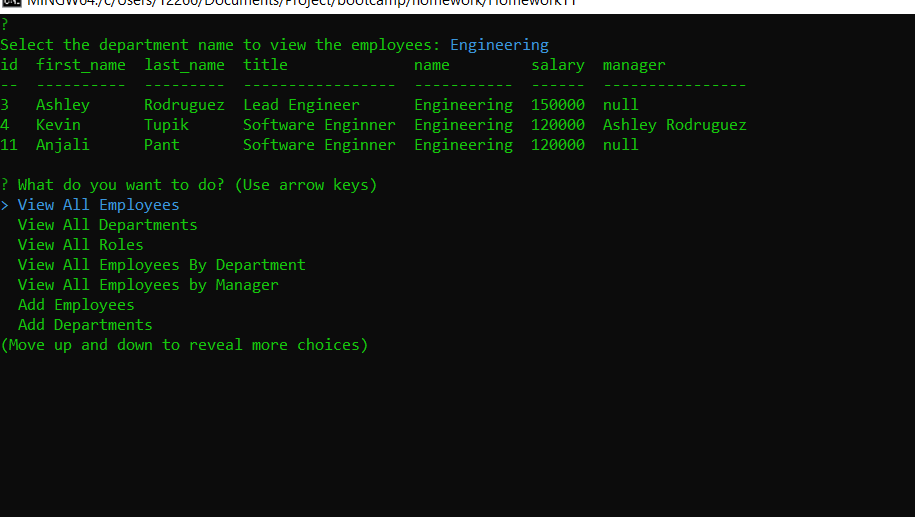 MINGW64:/c/Users/12260/Documents/Project/bootcamp/homework/Homework11
?
Select the department name to view the employees: Engineering
id  first_name  last_name  title              name         salary  manager
--  ----------  ---------  -----------------  -----------  ------  ----------------
3   Ashley      Rodruguez  Lead Engineer      Engineering  150000  null
4   Kevin       Tupik      Software Enginner  Engineering  120000  Ashley Rodruguez
11  Anjali      Pant       Software Enginner  Engineering  120000  null
? What do you want to do? (Use arrow keys)
> View All Employees
  View All Departments
  View All Roles
  View All Employees By Department
  View All Employees by Manager
  Add Employees
  Add Departments
(Move up and down to reveal more choices)